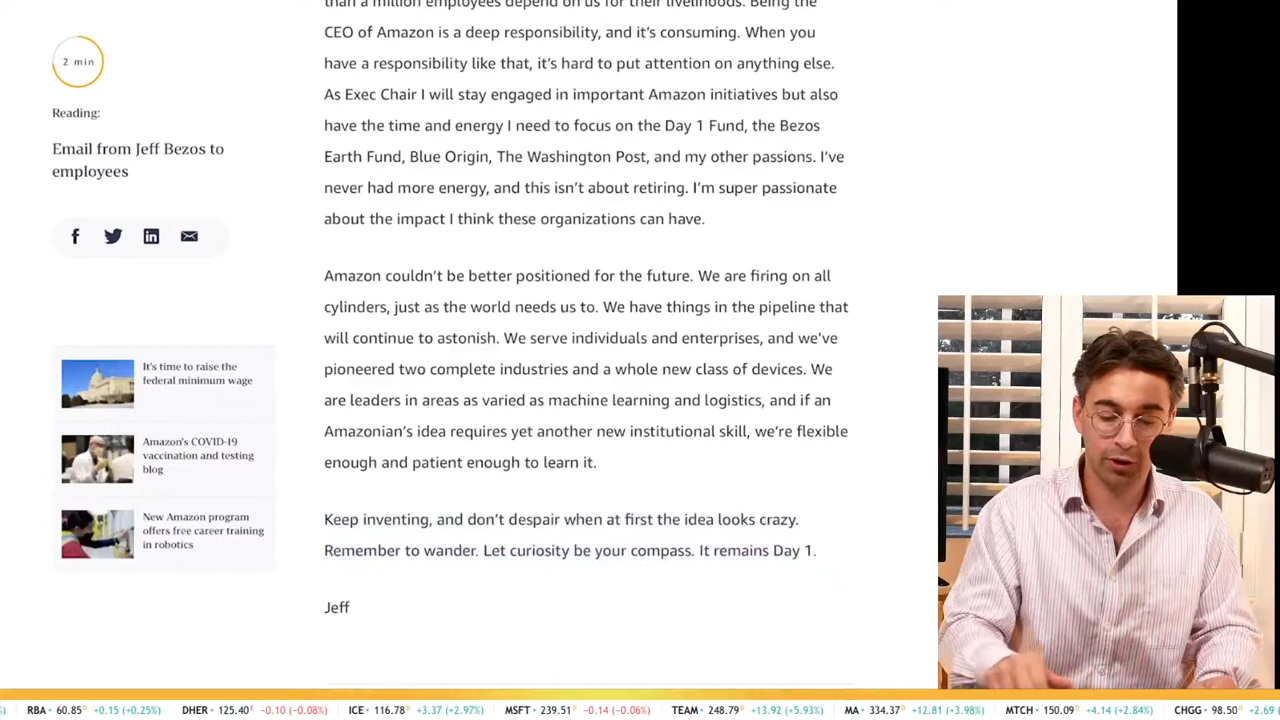 than a million employees depend on us for their livelihoods. Being the
CEO of Amazon is a deep responsibility, and it's consuming. When you
have a responsibility like that, it's hard to put attention on anything else.
As Exec Chair I will stay engaged in important Amazon initiatives but also
have the time and energy I need to focus on the Day 1 Fund, the Bezos
Earth Fund, Blue Origin, The Washington Post, and my other passions. I've
never had more energy, and this isn't about retiring. I'm super passionate
about the impact I think these organizations can have.
Amazon couldn't be better positioned for the future. We are firing on all
cylinders, just as the world needs us to. We have things in the pipeline that
will continue to astonish. We serve individuals and enterprises, and we've
pioneered two complete industries and a whole new class of devices. We
are leaders in areas as varied as machine learning and logistics, and if an
Amazonian's idea requires yet another new institutional skill, we're flexible
enough and patient enough to learn it.
Keep inventing, and don't despair when at first the idea looks crazy.
Remember to wander. Let curiosity be your compass. It remains Day 1.
Jeff
2 min
Reading:
Email from Jeff Bezos to
employees
It's time to raise the
federal minimum wage
Amazon's COVID-19
vaccination and testing
blog
New Amazon program
offers free career training
in robotics
%) RBA 60.85D +0.15 (+0.25%) DHER 125.40E -0.10 (-0.08%) ICE 116.78D +3.37 (+2.97%) MSFT 239.51D -0.14 (-0.06%) TEAM 248.79D +13.92 (+5.93%) MA 334.37D +12.81 (+3.98%) MTCH 150.09D +4.14 (+2.84%) CHGG 98.50D +2.69